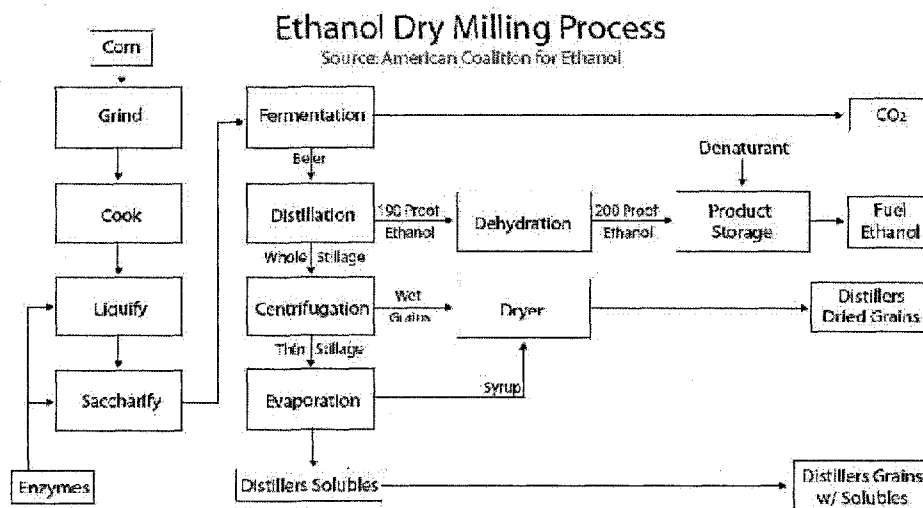 Ethanol Dry Milling Process
Source: American Coalition for Ethanol
Corn
Grind
Cook
Liquify
Saccharify
Enzymes
Fermentation
CO₂
Beer
Denaturant
Distillation
190 Proof
Ethanol
Dehydration
200 Proof
Ethanol
Product
Storage
Fuel
Ethanol
Whole Stillage
Centrifugation
Wet
Grains
Dryer
Distillers
Dried Grains
Thin Stillage
Evaporation
Syrup
Distillers Solubles
Distillers Grains
w/ Solubles